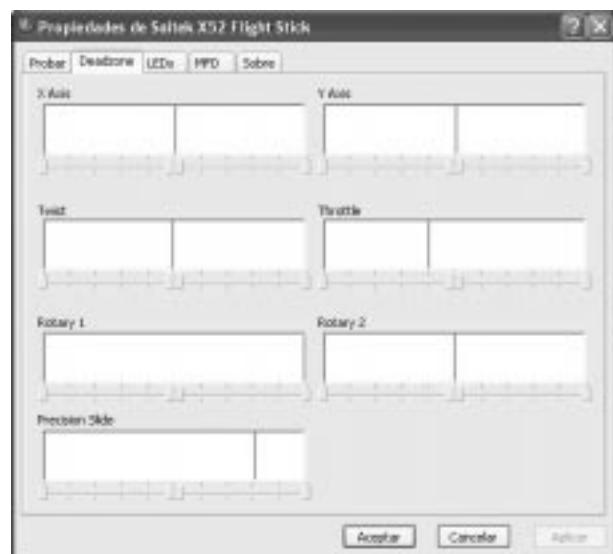 Propiedades de Saitek X52 Flight Stick
Probar Deadzone LEDs MFD Sobre
X Axis Y Axis
Twist Throttle
Rotary 1 Rotary 2
Precision Slide
Aceptar Cancelar Aplicar